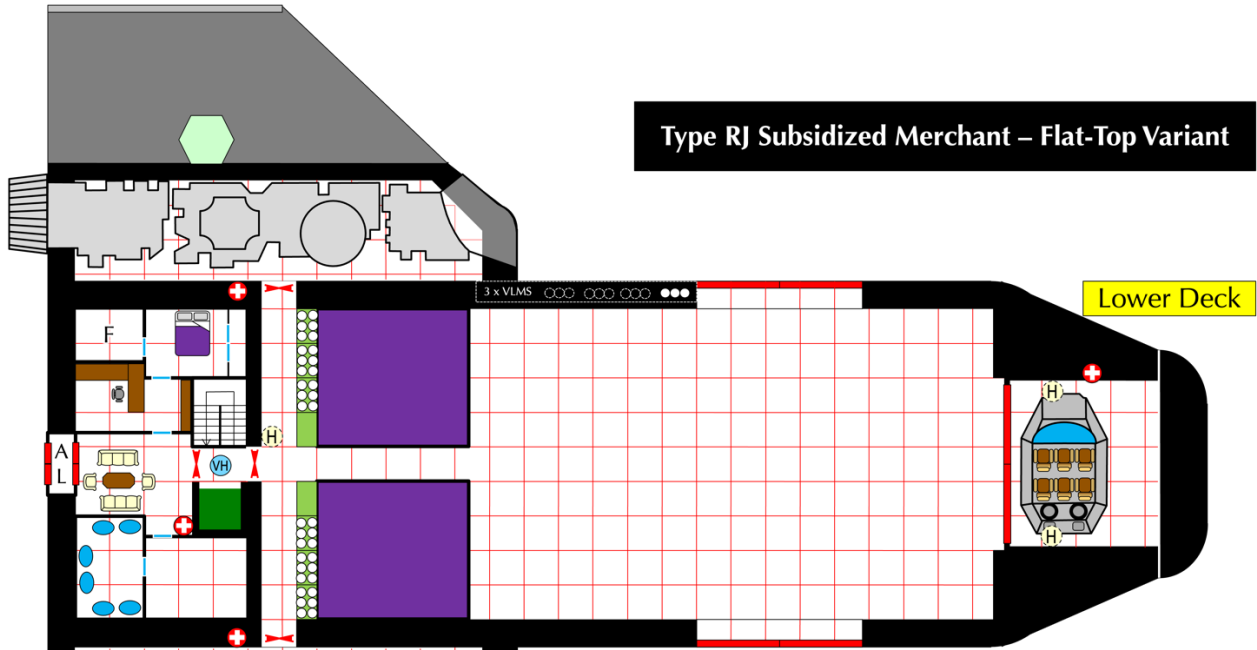 Type RJ Subsidized Merchant – Flat-Top Variant
3 x VLMS
Lower Deck
F
H
H
A
L
VH
H